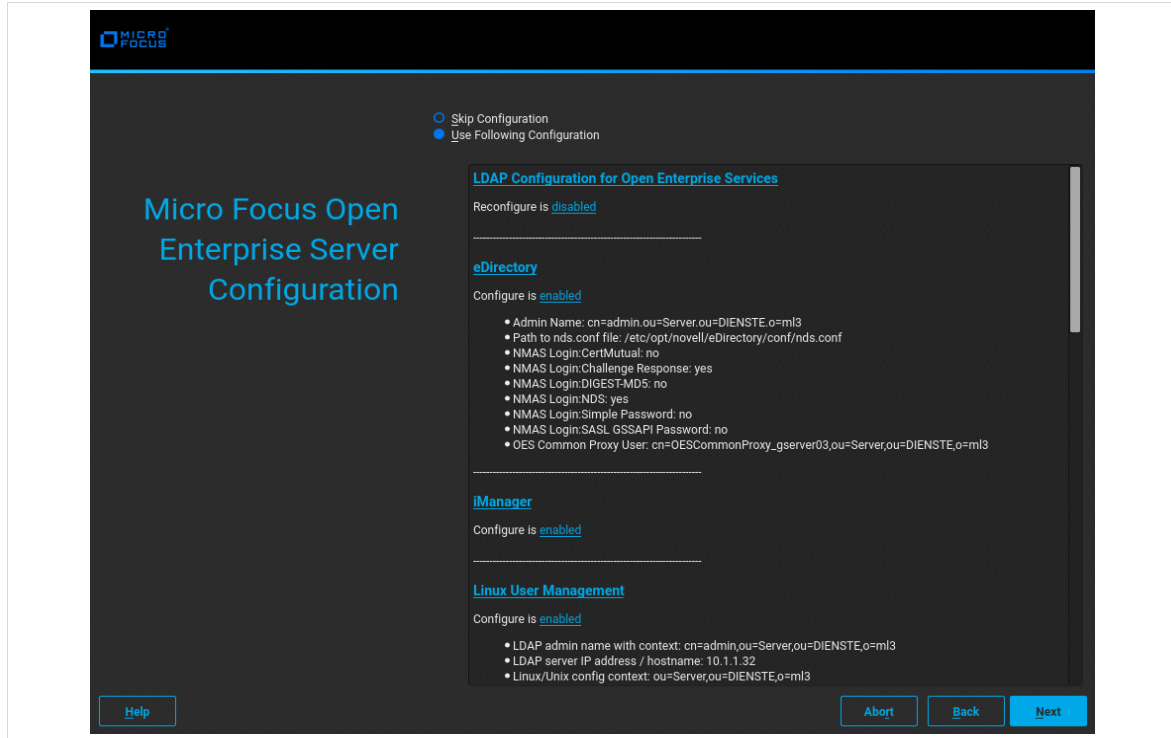 MICRO
FOCUS
Skip Configuration
Use Following Configuration
Micro Focus Open
Enterprise Server
Configuration
LDAP Configuration for Open Enterprise Services
Reconfigure is disabled
----------------------------------------------------------------------
eDirectory
Configure is enabled
• Admin Name: cn=admin.ou=Server.ou=DIENSTE.o=ml3
• Path to nds.conf file: /etc/opt/novell/eDirectory/conf/nds.conf
• NMAS Login:CertMutual: no
• NMAS Login:Challenge Response: yes
• NMAS Login:DIGEST-MD5: no
• NMAS Login:NDS: yes
• NMAS Login:Simple Password: no
• NMAS Login:SASL GSSAPI Password: no
• OES Common Proxy User: cn=OESCommonProxy_gserver03,ou=Server,ou=DIENSTE,o=ml3
----------------------------------------------------------------------
iManager
Configure is enabled
----------------------------------------------------------------------
Linux User Management
Configure is enabled
• LDAP admin name with context: cn=admin,ou=Server,ou=DIENSTE,o=ml3
• LDAP server IP address / hostname: 10.1.1.32
• Linux/Unix config context: ou=Server,ou=DIENSTE,o=ml3
Help
Abort
Back
Next